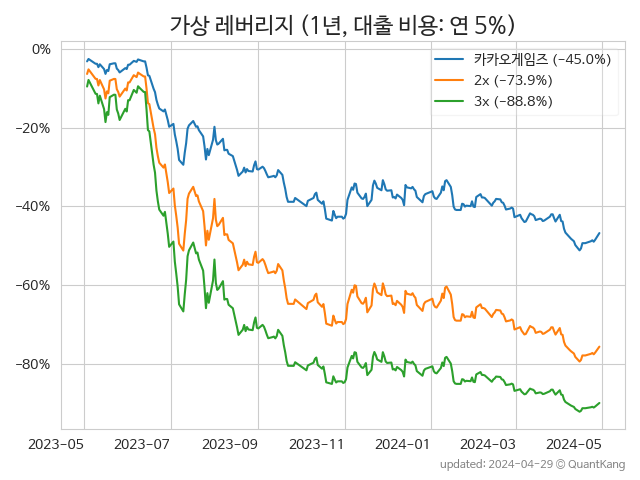 가상 레버리지 (1년, 대출 비용: 연 5%)
카카오게임즈 (−45.0%)
2x (−73.9%)
3x (−88.8%)
0%
−20%
−40%
−60%
−80%
2023−05 2023−07 2023−09 2023−11 2024−01 2024−03 2024−05
updated: 2024−04−29 © QuantKang